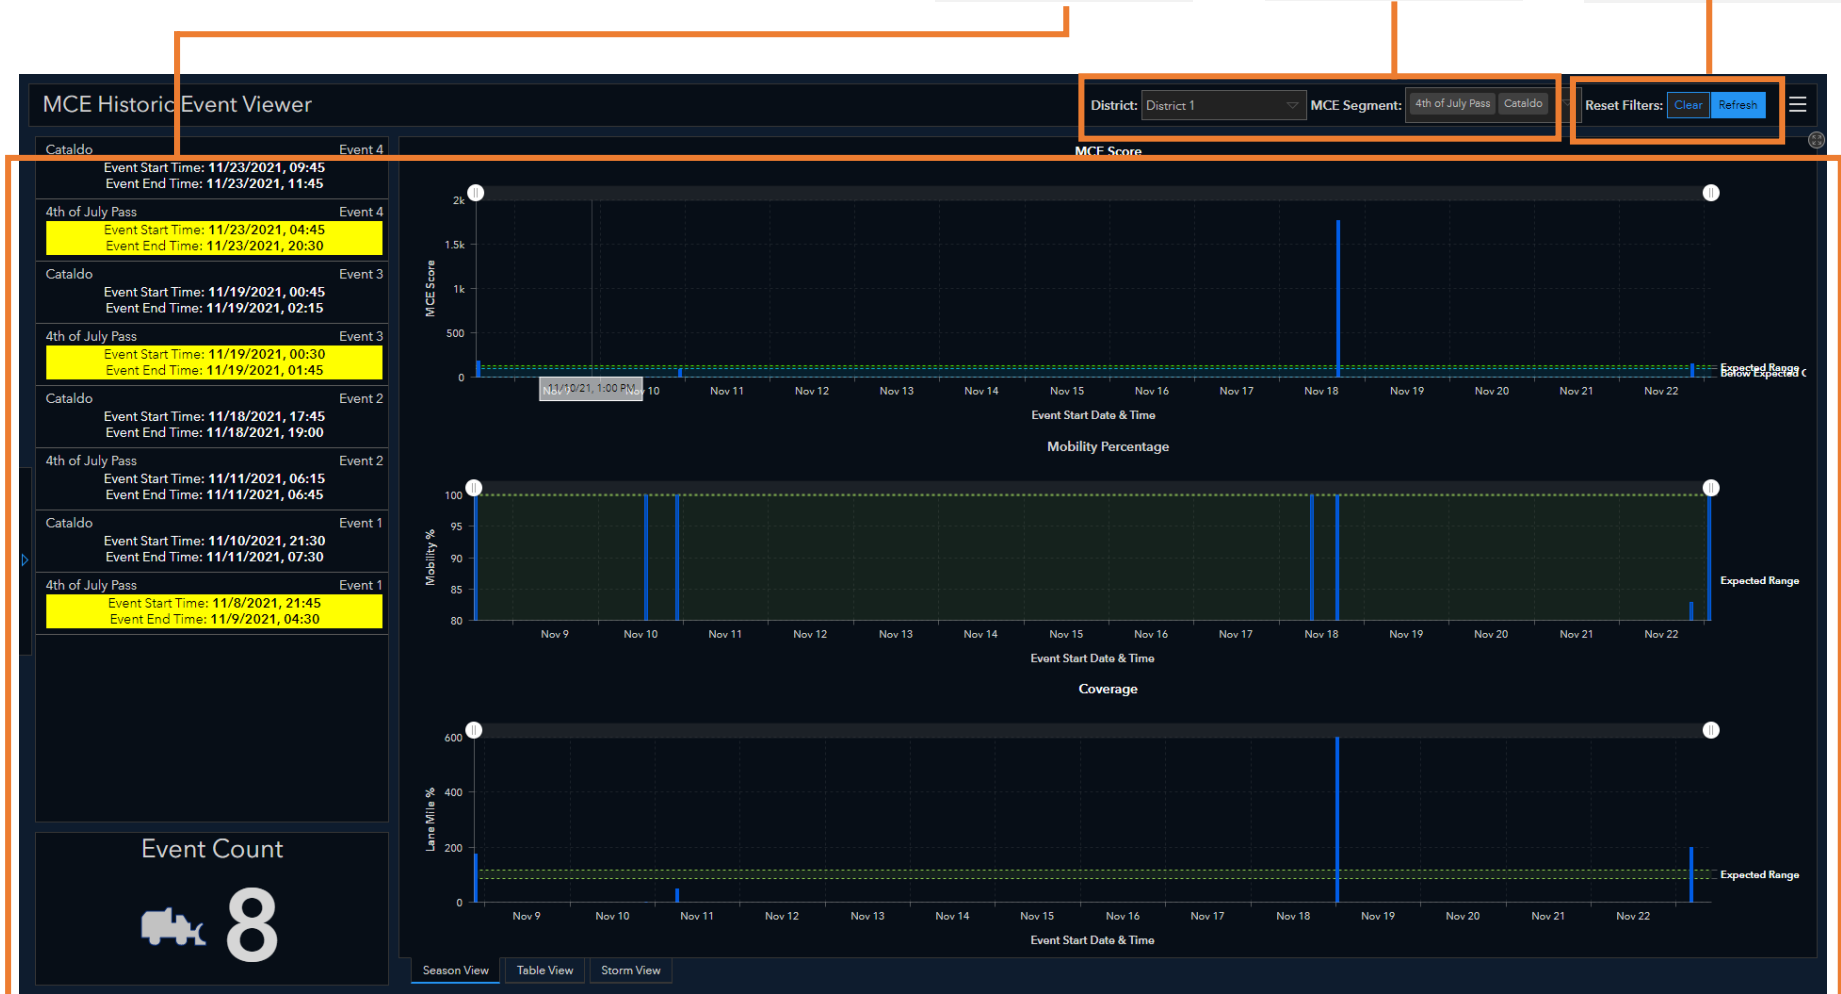 MCE Historic Event Viewer
District: District 1 MCE Segment: 4th of July Pass Cataldo Reset Filters: Clear Refresh
Cataldo Event 4
Event Start Time: 11/23/2021, 09:45
Event End Time: 11/23/2021, 11:45
4th of July Pass Event 4
Event Start Time: 11/23/2021, 04:45
Event End Time: 11/23/2021, 20:30
Cataldo Event 3
Event Start Time: 11/19/2021, 00:45
Event End Time: 11/19/2021, 02:15
4th of July Pass Event 3
Event Start Time: 11/19/2021, 00:30
Event End Time: 11/19/2021, 01:45
Cataldo Event 2
Event Start Time: 11/18/2021, 17:45
Event End Time: 11/18/2021, 19:00
4th of July Pass Event 2
Event Start Time: 11/11/2021, 06:15
Event End Time: 11/11/2021, 06:45
Cataldo Event 1
Event Start Time: 11/10/2021, 21:30
Event End Time: 11/11/2021, 07:30
4th of July Pass Event 1
Event Start Time: 11/8/2021, 21:45
Event End Time: 11/9/2021, 04:30
Event Count
8
MCE Score
2k
1.5k
1k
500
0
MCE Score
Expected Range
Below Expected
11/10/21, 1:00 PM
Nov 9 Nov 10 Nov 11 Nov 12 Nov 13 Nov 14 Nov 15 Nov 16 Nov 17 Nov 18 Nov 19 Nov 20 Nov 21 Nov 22
Event Start Date & Time
Mobility Percentage
100
95
90
85
80
Mobility %
Expected Range
Nov 9 Nov 10 Nov 11 Nov 12 Nov 13 Nov 14 Nov 15 Nov 16 Nov 17 Nov 18 Nov 19 Nov 20 Nov 21 Nov 22
Event Start Date & Time
Coverage
600
400
200
0
Lane Mile %
Expected Range
Nov 9 Nov 10 Nov 11 Nov 12 Nov 13 Nov 14 Nov 15 Nov 16 Nov 17 Nov 18 Nov 19 Nov 20 Nov 21 Nov 22
Event Start Date & Time
Season View Table View Storm View